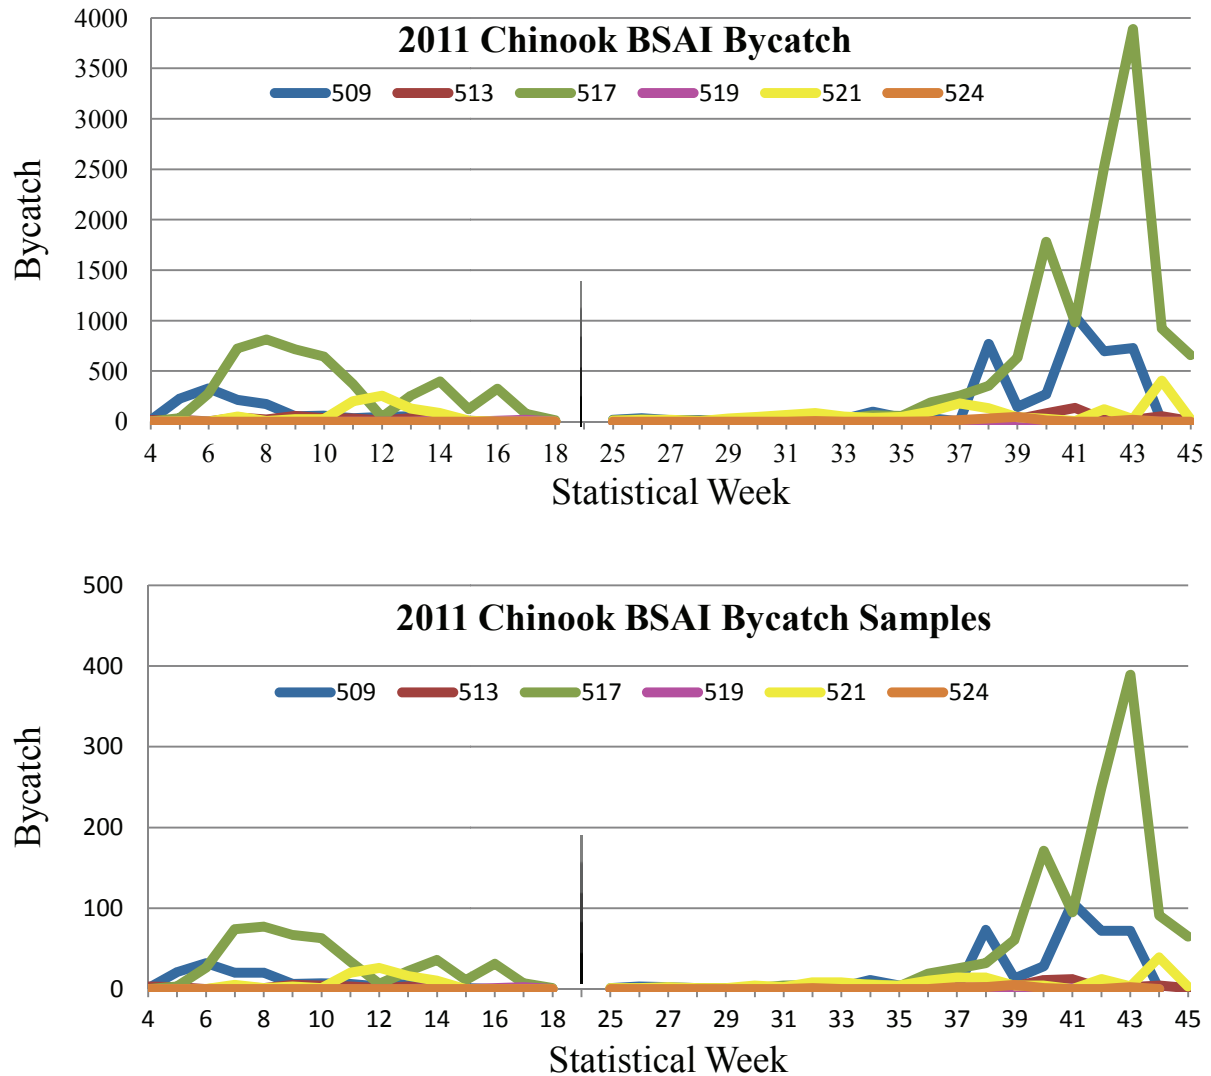 2011 Chinook BSAI Bycatch
509 513 517 519 521 524
4000
3500
3000
2500
2000
1500
1000
500
0
Bycatch
4 6 8 10 12 14 16 18 25 27 29 31 33 35 37 39 41 43 45
Statistical Week
2011 Chinook BSAI Bycatch Samples
509 513 517 519 521 524
500
400
300
200
100
0
Bycatch
4 6 8 10 12 14 16 18 25 27 29 31 33 35 37 39 41 43 45
Statistical Week